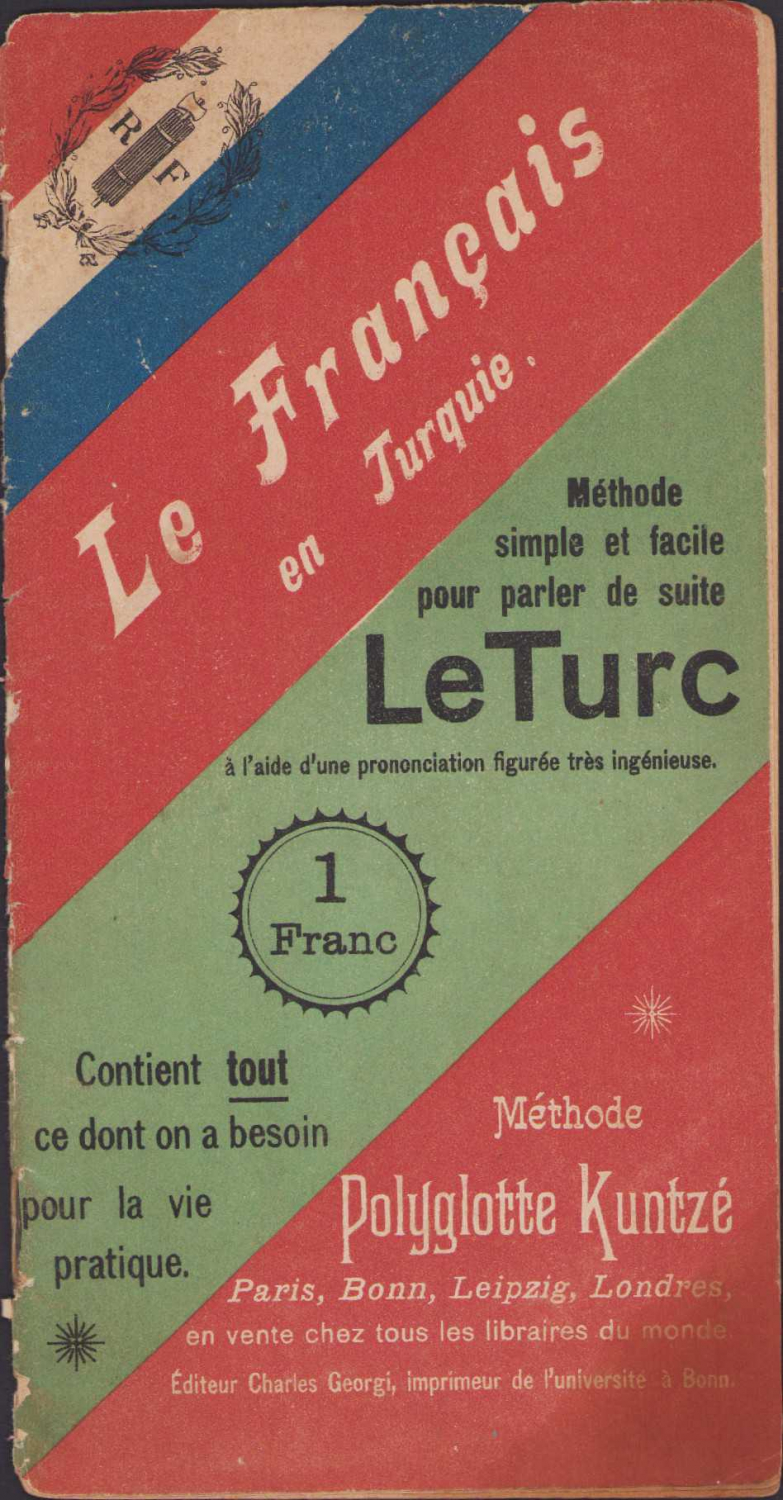 R F
Le Français
en Turquie.
Méthode
simple et facile
pour parler de suite
Le Turc
à l'aide d'une prononciation figurée très ingénieuse.
1
Franc
Contient tout
ce dont on a besoin
pour la vie
pratique.
Méthode
Polyglotte Kuntzé
Paris, Bonn, Leipzig, Londres,
en vente chez tous les libraires du monde.
Éditeur Charles Georgi, imprimeur de l'université à Bonn.